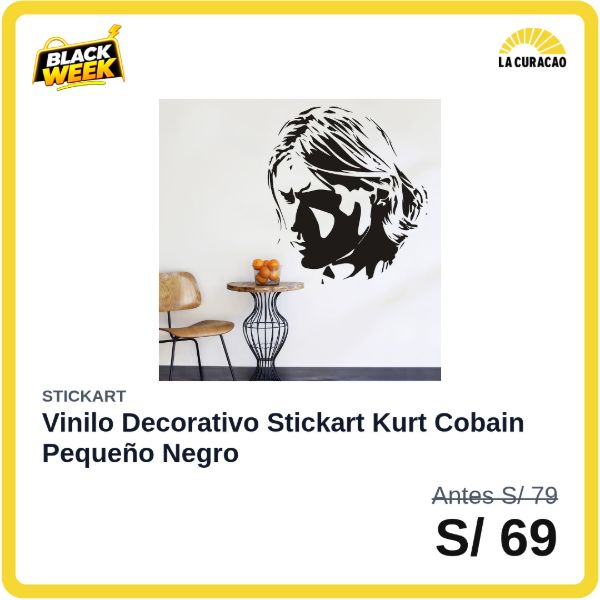 BLACK
WEEK
LA CURACAO
STICKART
Vinilo Decorativo Stickart Kurt Cobain
Pequeño Negro
Antes S/ 79
S/ 69